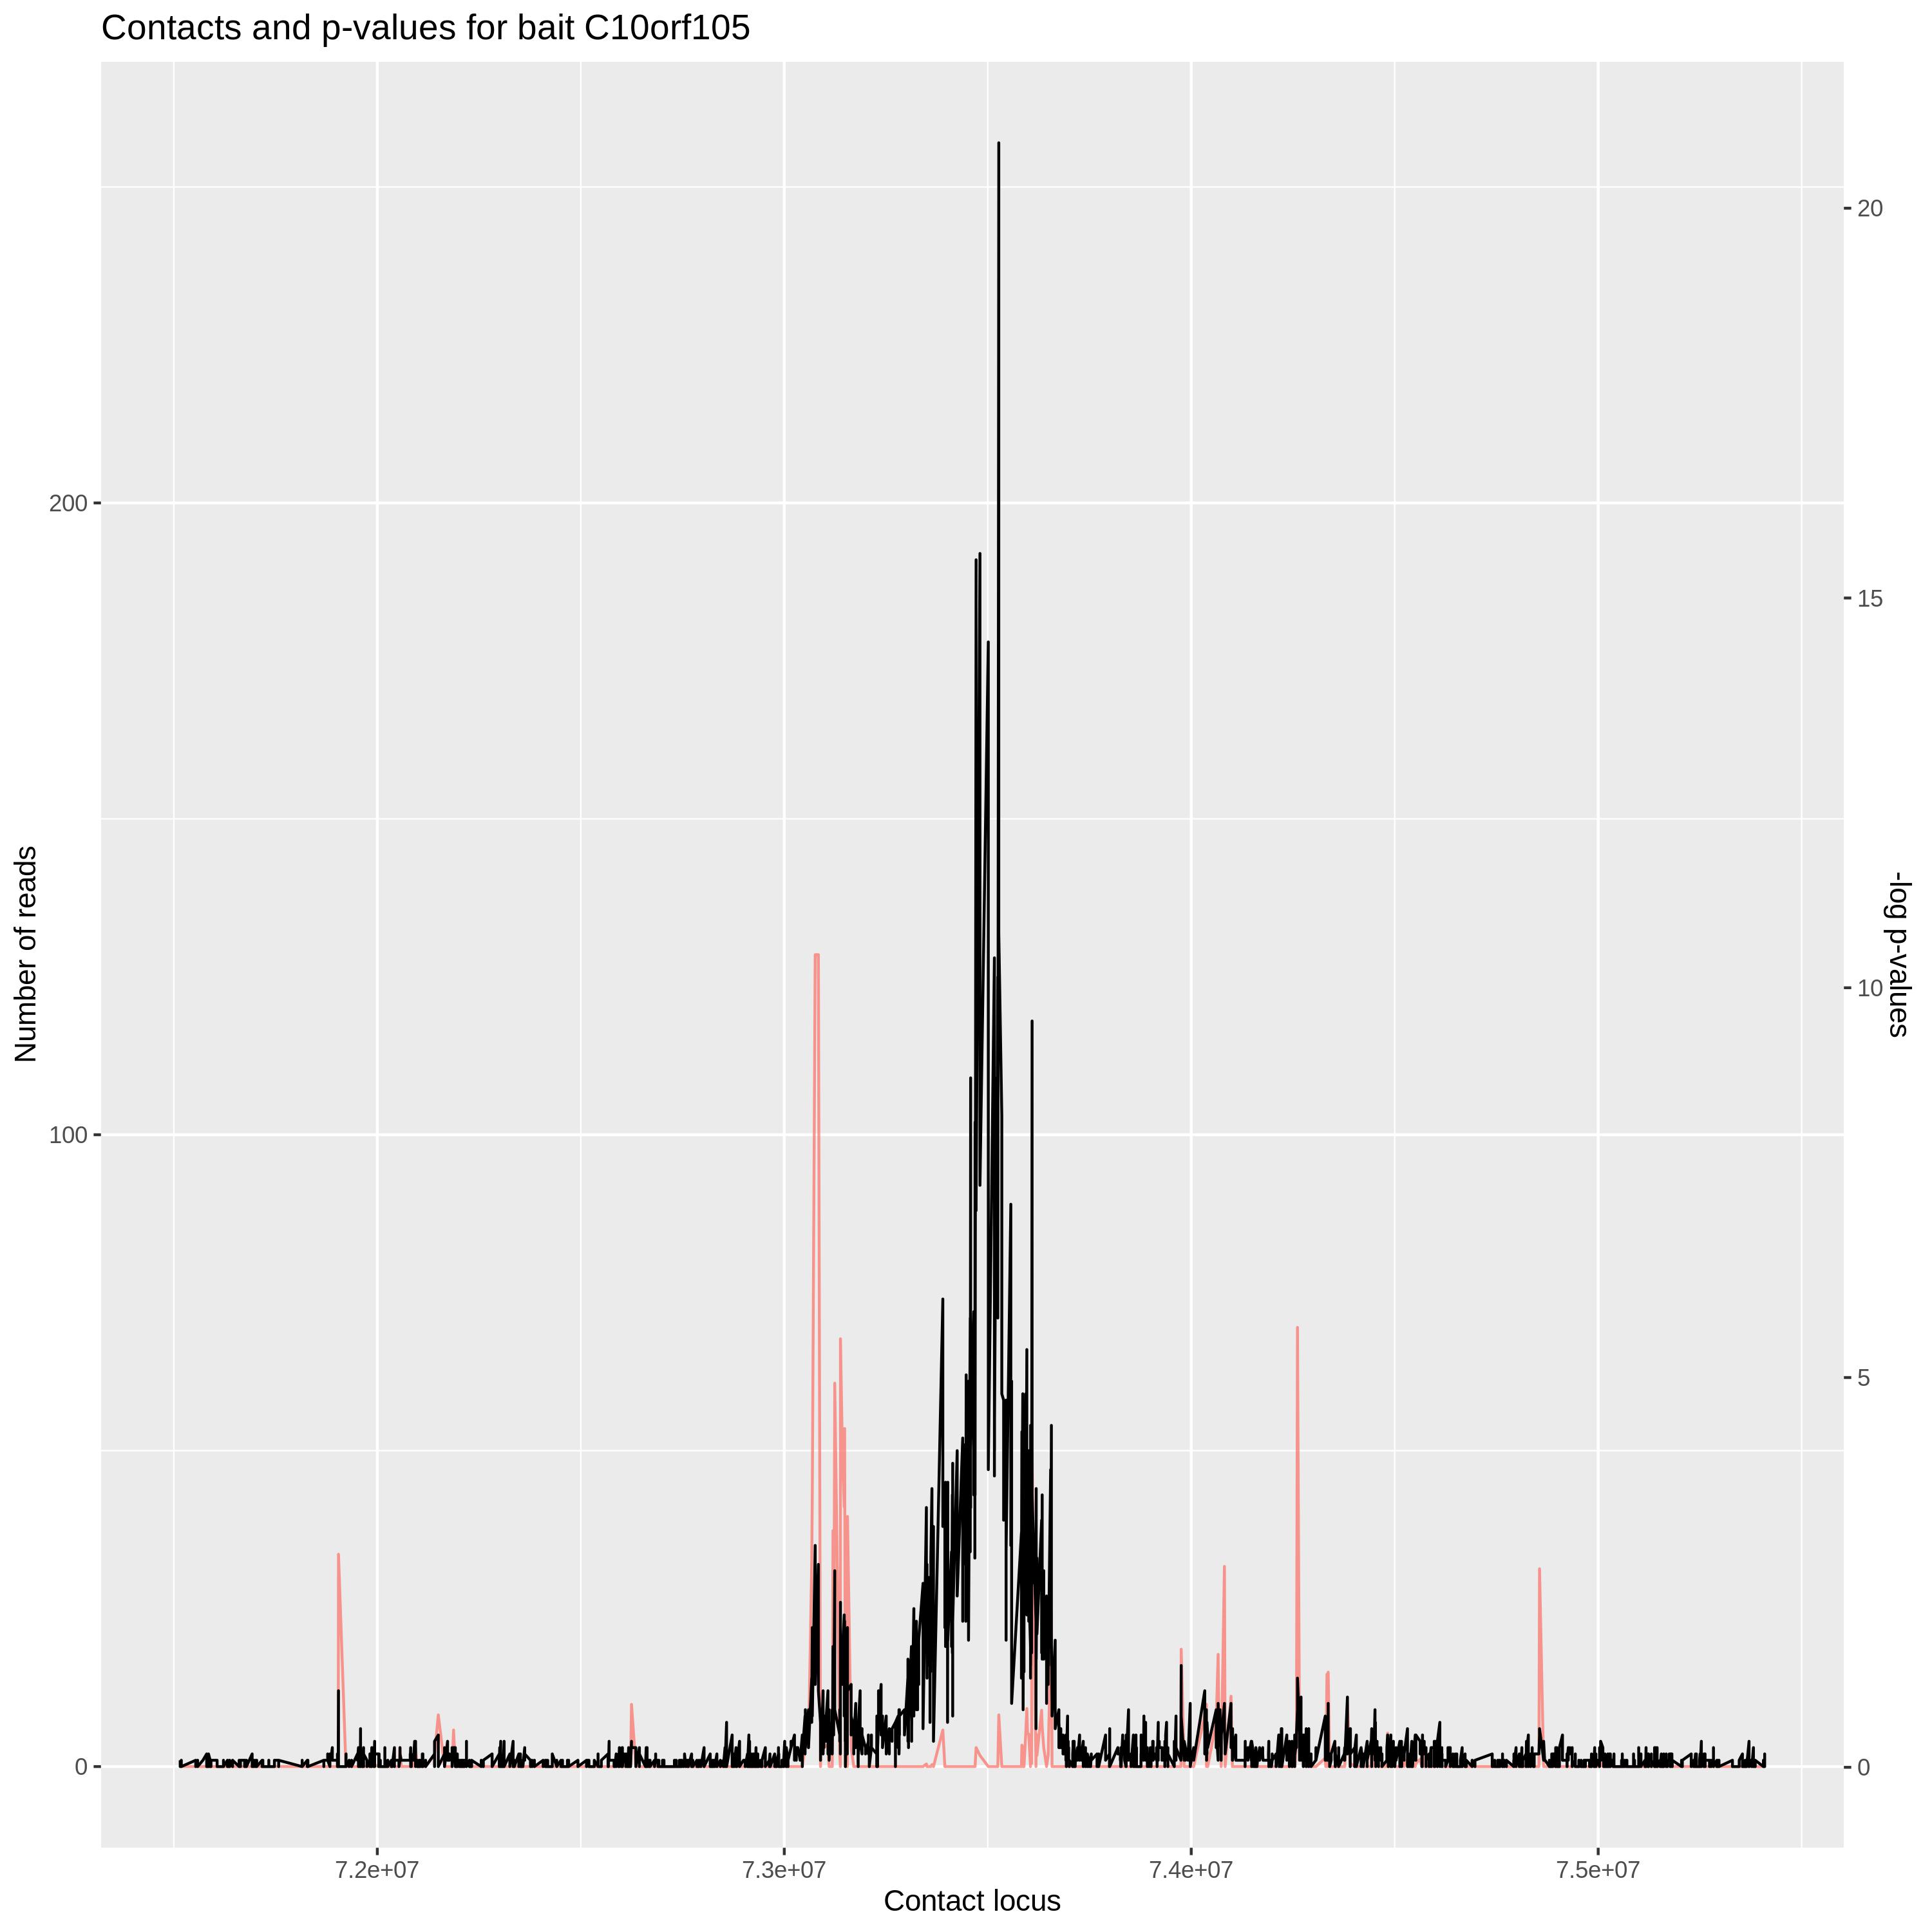 Contacts and p-values for bait C10orf105
Number of reads
200
100
0
20
15
10
5
0
-log p-values
7.2e+07
7.3e+07
7.4e+07
7.5e+07
Contact locus